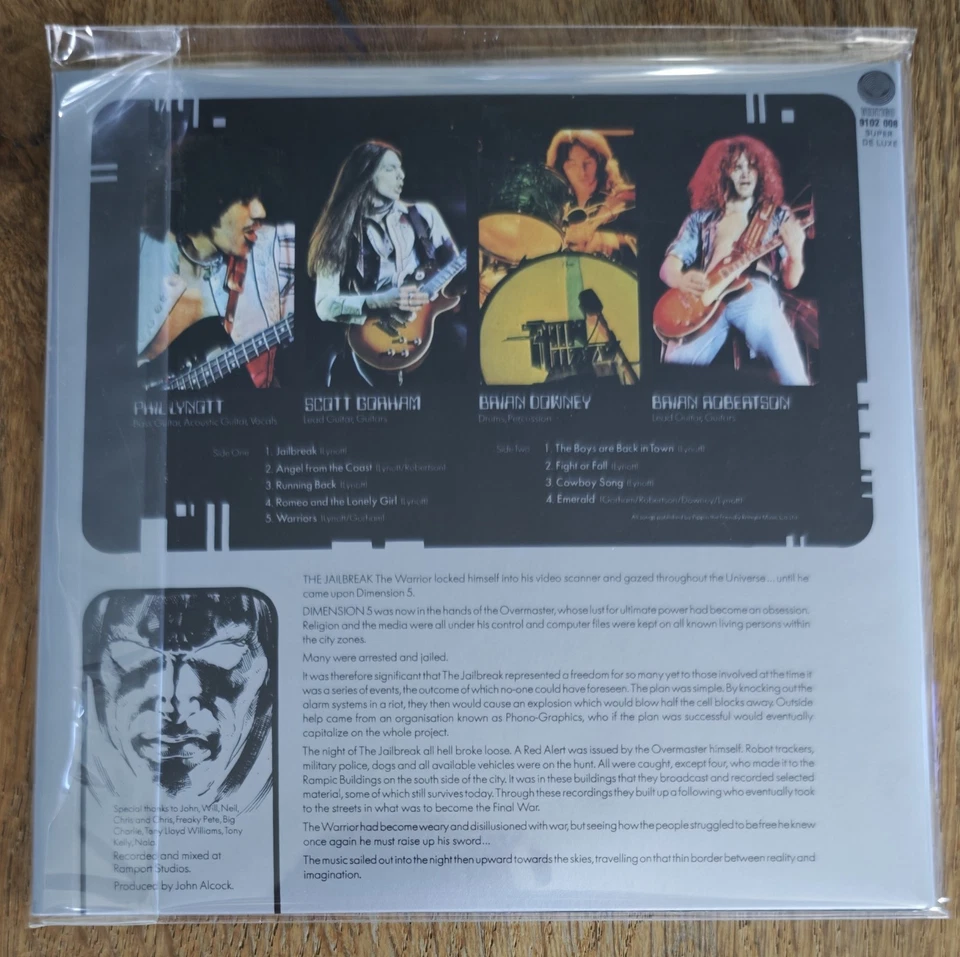 9102 008
SUPER
DE LUXE
PHIL LYNOTT
Bass Guitar, Acoustic Guitar, Vocals
SCOTT GORHAM
Lead Guitar, Guitars
BRIAN DOWNEY
Drums, Percussion
BRIAN ROBERTSON
Lead Guitar, Guitars
Side One
1. Jailbreak (Lynott)
2. Angel from the Coast (Lynott/Robertson)
3. Running Back (Lynott)
4. Romeo and the Lonely Girl (Lynott)
5. Warriors (Lynott/Gorham)
Side Two
1. The Boys are Back in Town (Lynott)
2. Fight or Fall (Lynott)
3. Cowboy Song (Lynott)
4. Emerald (Gorham/Robertson/Downey/Lynott)
THE JAILBREAK The Warrior locked himself into his video scanner and gazed throughout the Universe... until he
came upon Dimension 5.
DIMENSION 5 was now in the hands of the Overmaster, whose lust for ultimate power had become an obsession.
Religion and the media were all under his control and computer files were kept on all known living persons within
the city zones.
Many were arrested and jailed.
It was therefore significant that The Jailbreak represented a freedom for so many yet to those involved at the time it
was a series of events, the outcome of which no-one could have foreseen. The plan was simple. By knocking out the
alarm systems in a riot, they then would cause an explosion which would blow half the cell blocks away. Outside
help came from an organisation known as Phono-Graphics, who if the plan was successful would eventually
capitalize on the whole project.
The night of The Jailbreak all hell broke loose. A Red Alert was issued by the Overmaster himself. Robot trackers,
military police, dogs and all available vehicles were on the hunt. All were caught, except four, who made it to the
Rampic Buildings on the south side of the city. It was in these buildings that they broadcast and recorded selected
material, some of which still survives today. Through these recordings they built up a following who eventually took
to the streets in what was to become the Final War.
The Warrior had become weary and disillusioned with war, but seeing how the people struggled to be free he knew
once again he must raise up his sword...
The music sailed out into the night then upward towards the skies, travelling on that thin border between reality and
imagination.
Special thanks to John, Will, Neil,
Chris and Chris, Freaky Pete, Big
Charlie, Tony Lloyd Williams, Tony
Kelly, Nola.
Recorded and mixed at
Ramport Studios.
Produced by John Alcock.